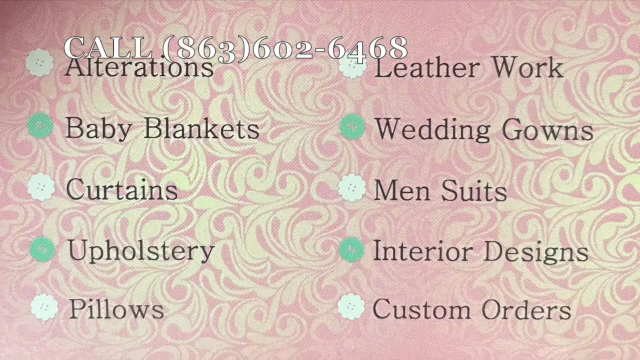 CALL (863)602-6468
Alterations
Baby Blankets
Curtains
Upholstery
Pillows
Leather Work
Wedding Gowns
Men Suits
Interior Designs
Custom Orders